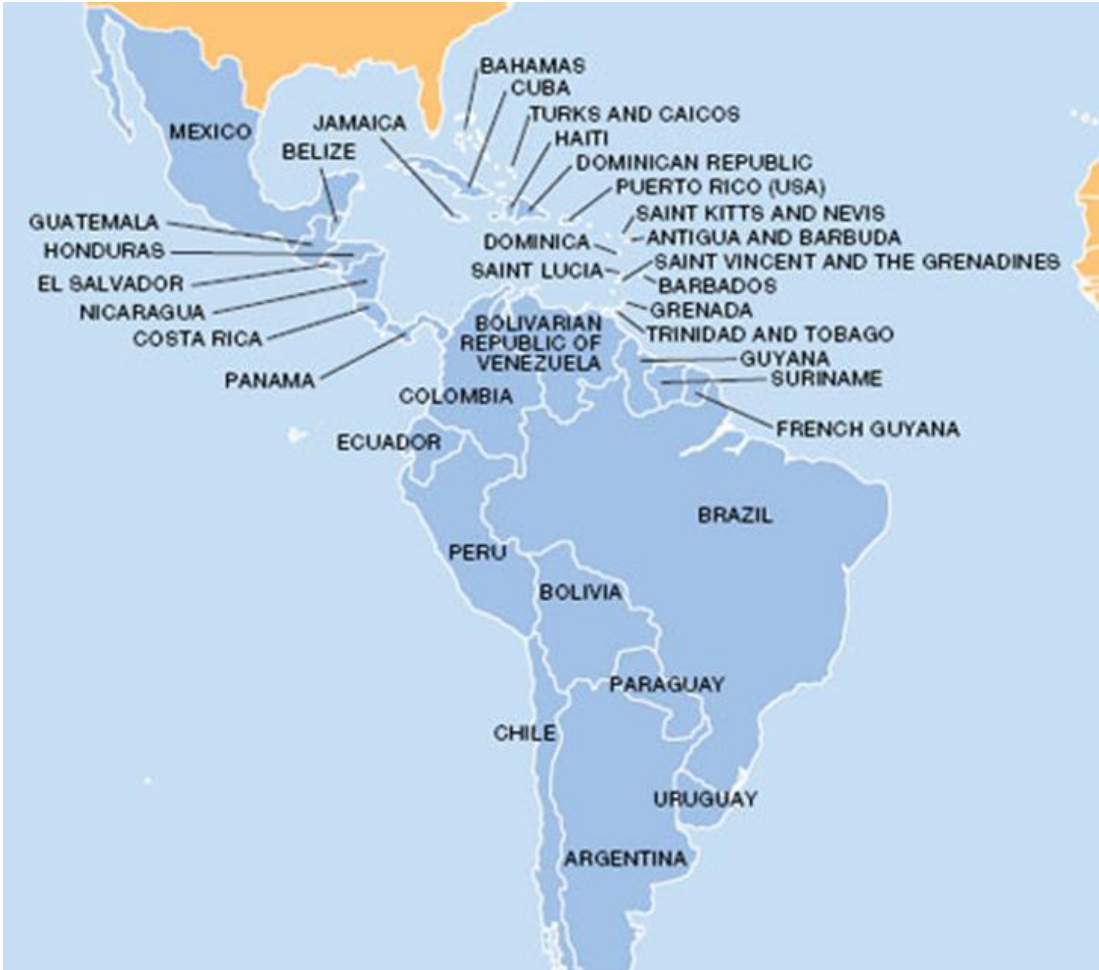 BAHAMAS
CUBA
TURKS AND CAICOS
JAMAICA
MEXICO
HAITI
BELIZE
DOMINICAN REPUBLIC
PUERTO RICO (USA)
SAINT KITTS AND NEVIS
GUATEMALA
ANTIGUA AND BARBUDA
DOMINICA
HONDURAS
SAINT VINCENT AND THE GRENADINES
SAINT LUCIA
EL SALVADOR
BARBADOS
NICARAGUA
GRENADA
BOLIVARIAN
REPUBLIC OF
VENEZUELA
TRINIDAD AND TOBAGO
COSTA RICA
GUYANA
PANAMA
SURINAME
COLOMBIA
FRENCH GUYANA
ECUADOR
BRAZIL
PERU
BOLIVIA
PARAGUAY
CHILE
URUGUAY
ARGENTINA